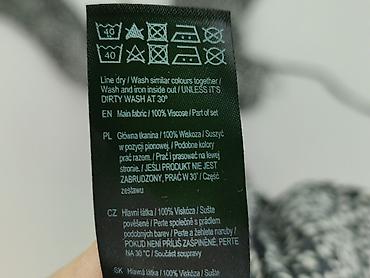 40
40
Line dry / Wash similar colours together /
Wash and iron inside out / UNLESS IT'S
DIRTY WASH AT 30°
EN Main fabric / 100% Viscose / Part of set
PL Główna tkanina / 100% Wiskoza / Suszyć
w pozycji pionowej. / Podobne kolory
prać razem. / Prać i prasować na lewej
stronie. / JEŚLI PRODUKT NIE JEST
ZABRUDZONY, PRAĆ W 30° / Część
zestawu
CZ Hlavní látka / 100% Viskóza / Sušte
pověšené / Perte společně s prádlem
podobných barev / Perte a žehlete naruby /
POKUD NENÍ PŘÍLIŠ ZAŠPINĚNÉ, PERTE
NA 30 °C / Součást soupravy
SK Hlavná látka / 100% Viskóza /